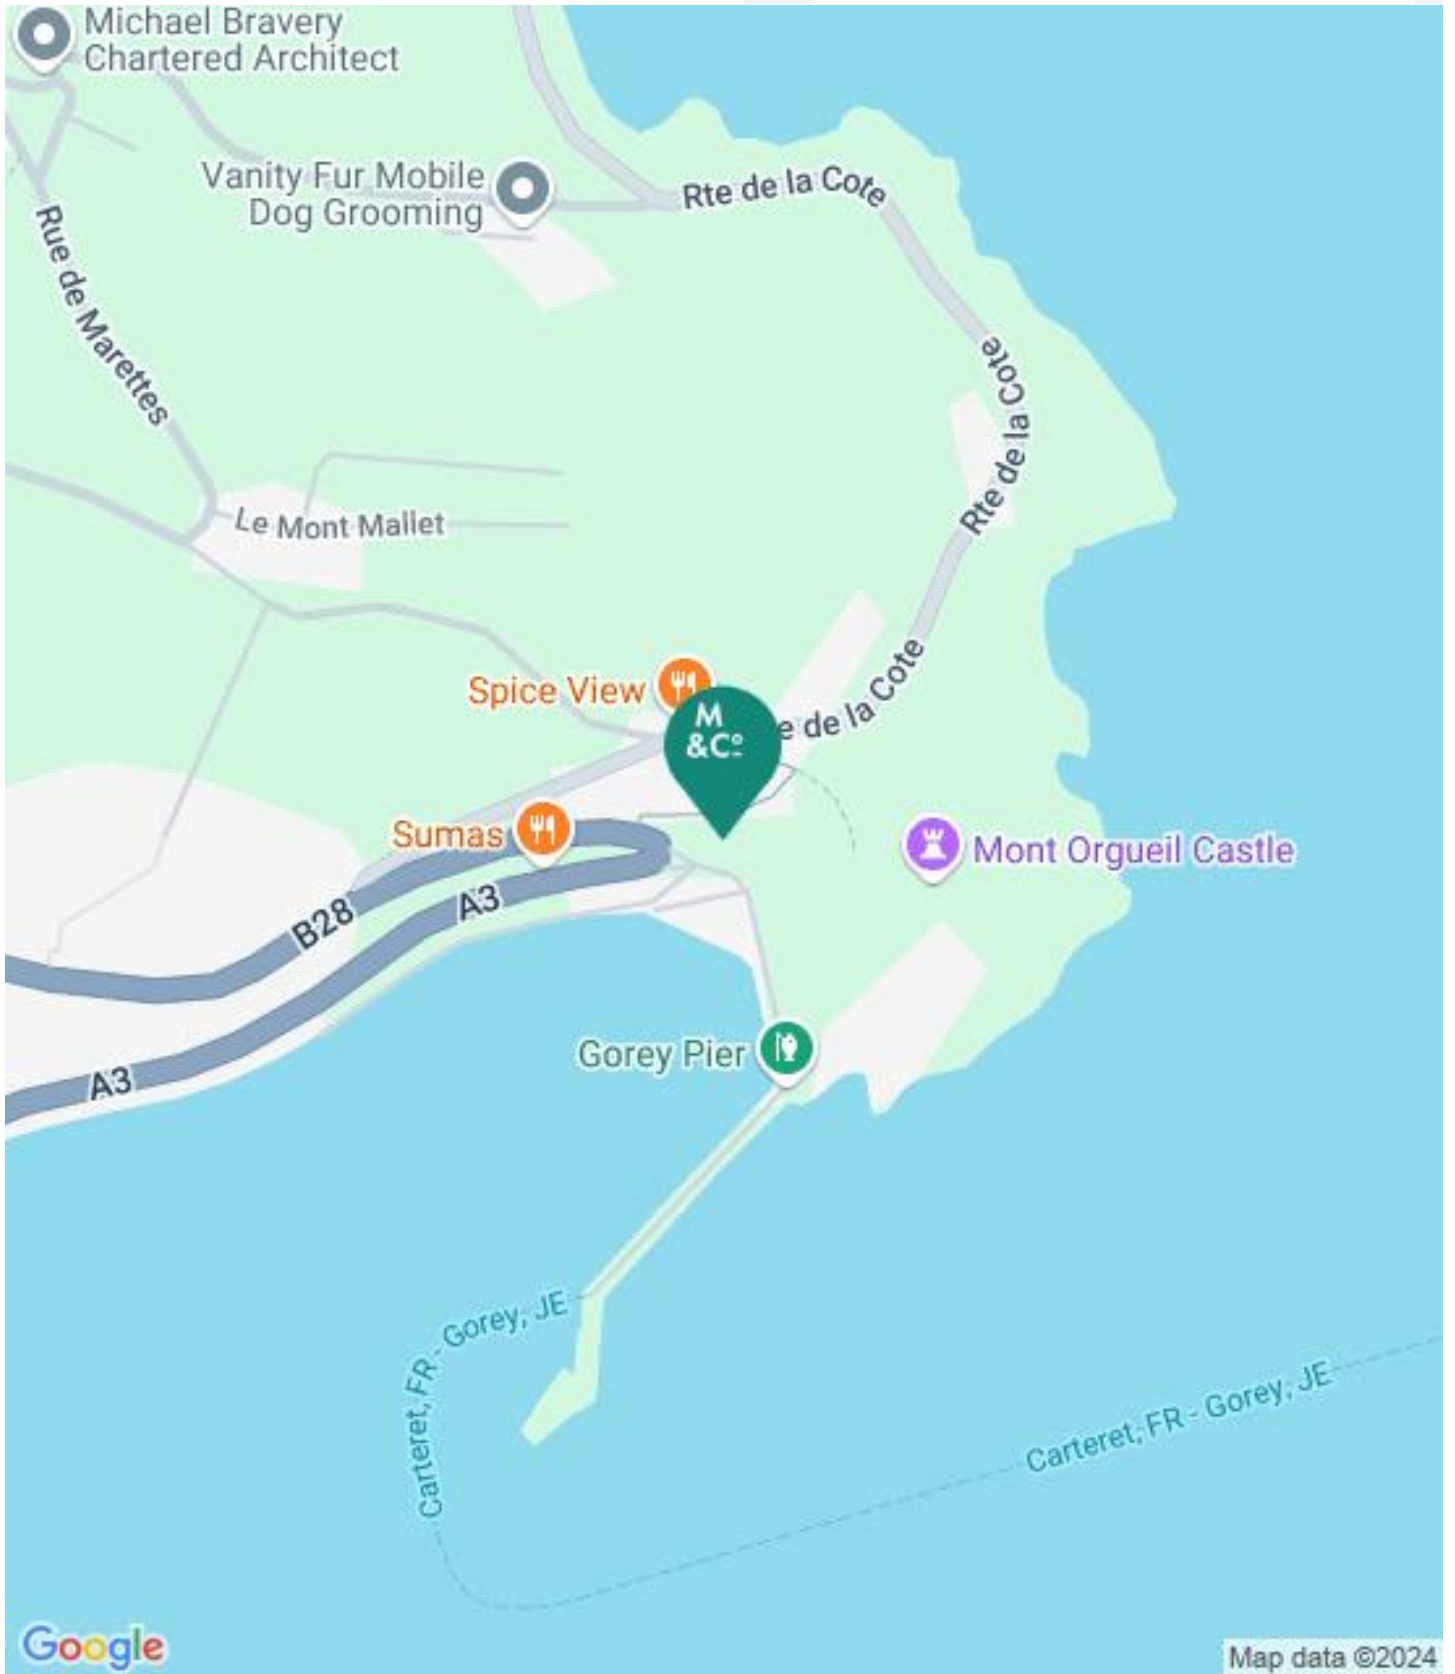 Michael Bravery
Chartered Architect
Vanity Fur Mobile
Dog Grooming
Rte de la Cote
Rue de Marettes
Rte de la Cote
Le Mont Mallet
Spice View
M
&Cº
e de la Cote
Sumas
Mont Orgueil Castle
B28
A3
Gorey Pier
A3
Carteret, FR - Gorey, JE
Carteret, FR - Gorey, JE
Google
Map data ©2024